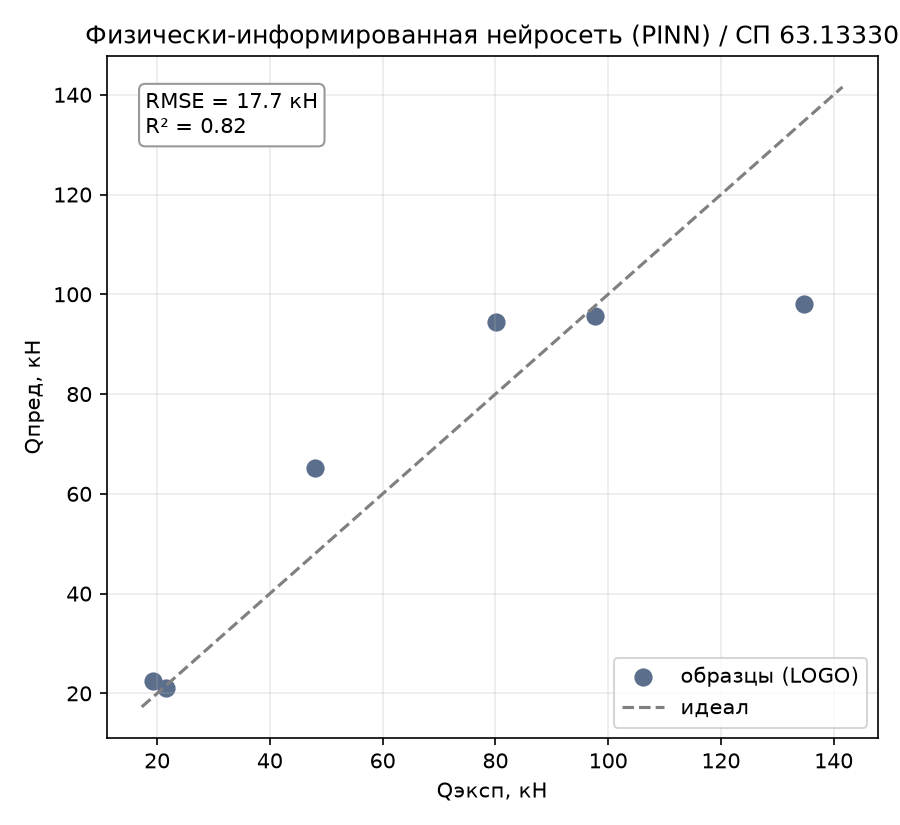 Физически-информированная нейросеть (PINN) / СП 63.13330
RMSE = 17.7 кН
R² = 0.82
140
120
100
80
60
40
20
Qпред, кН
образцы (LOGO)
идеал
20 40 60 80 100 120 140
Qэксп, кН